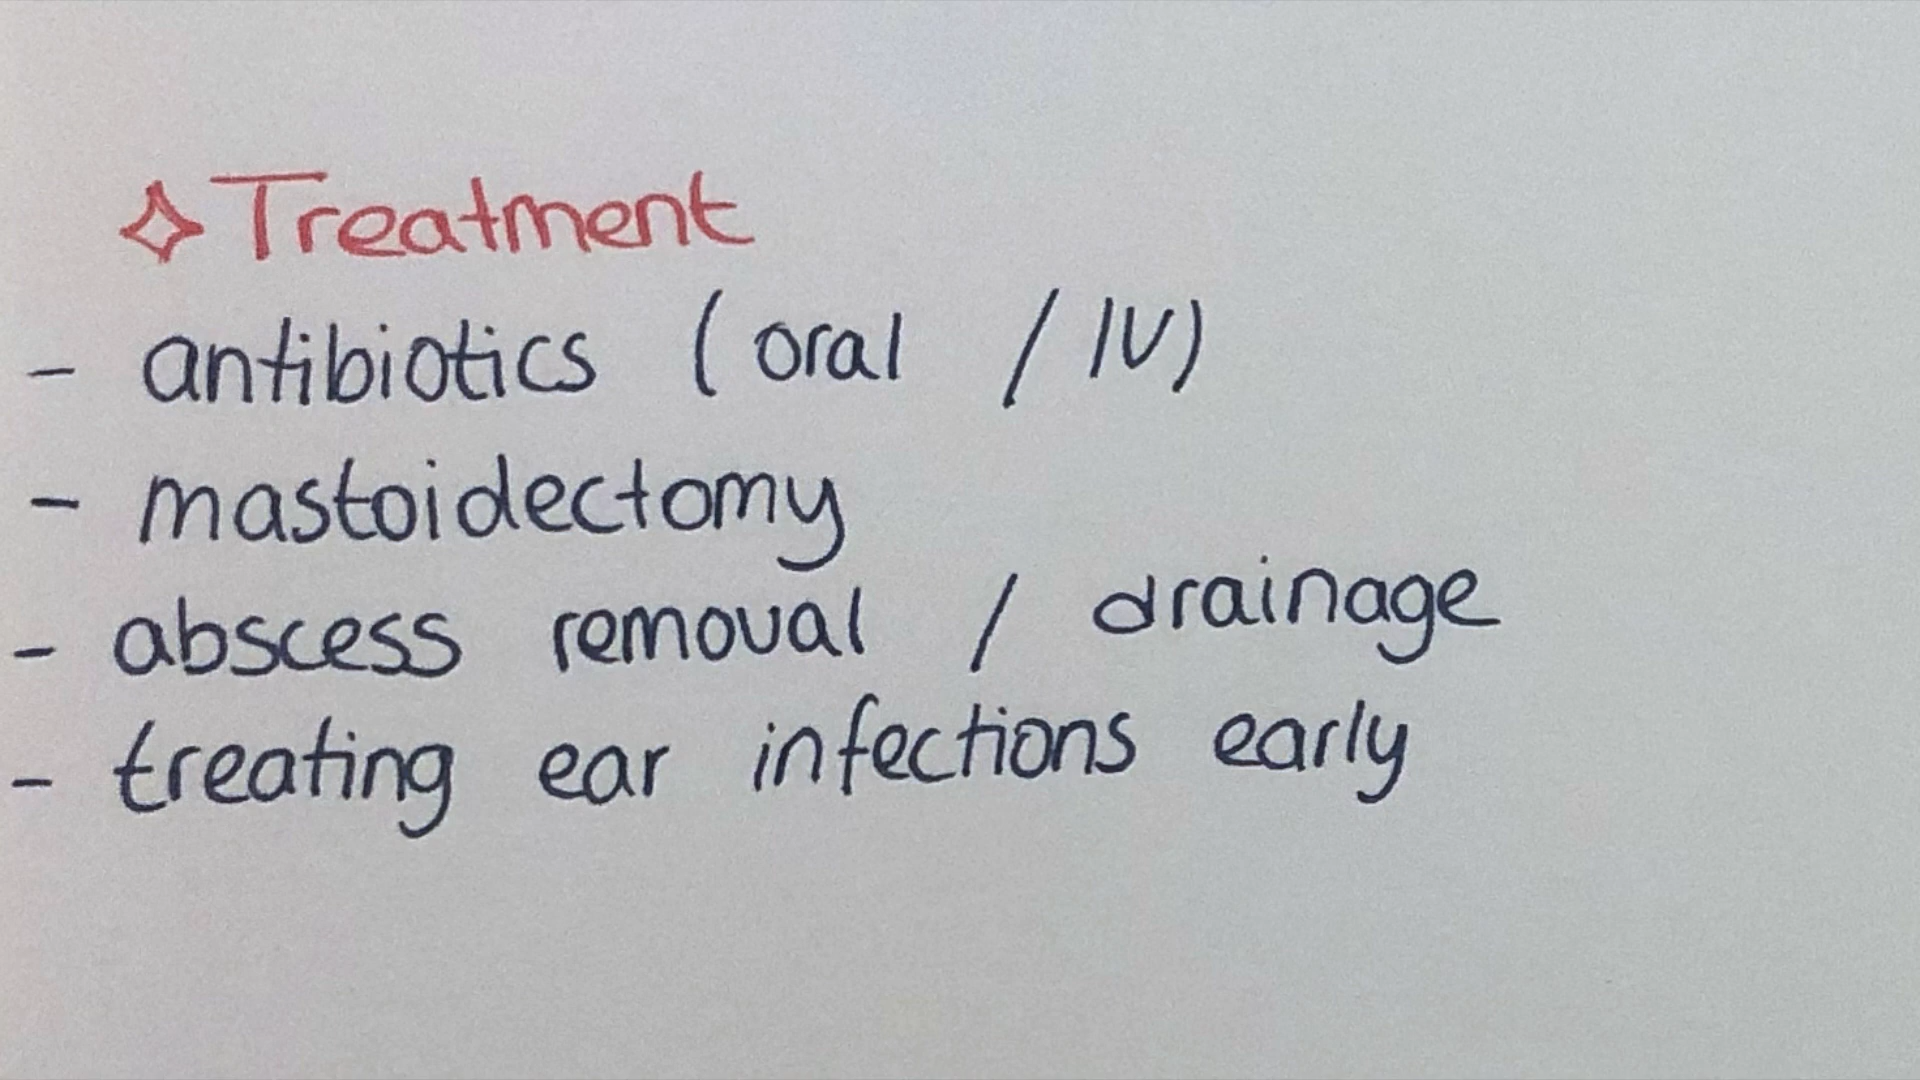 Treatment
- antibiotics (oral / IV)
- mastoidectomy
- abscess removal / drainage
- treating ear infections early